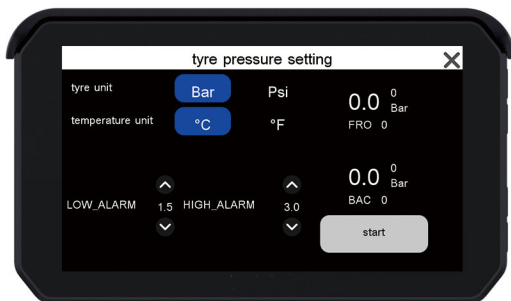 tyre pressure setting
tyre unit Bar Psi
0.0 0 Bar
temperature unit °C °F
FRO 0
0.0 0 Bar
LOW_ALARM 1.5 HIGH_ALARM 3.0
BAC 0
start